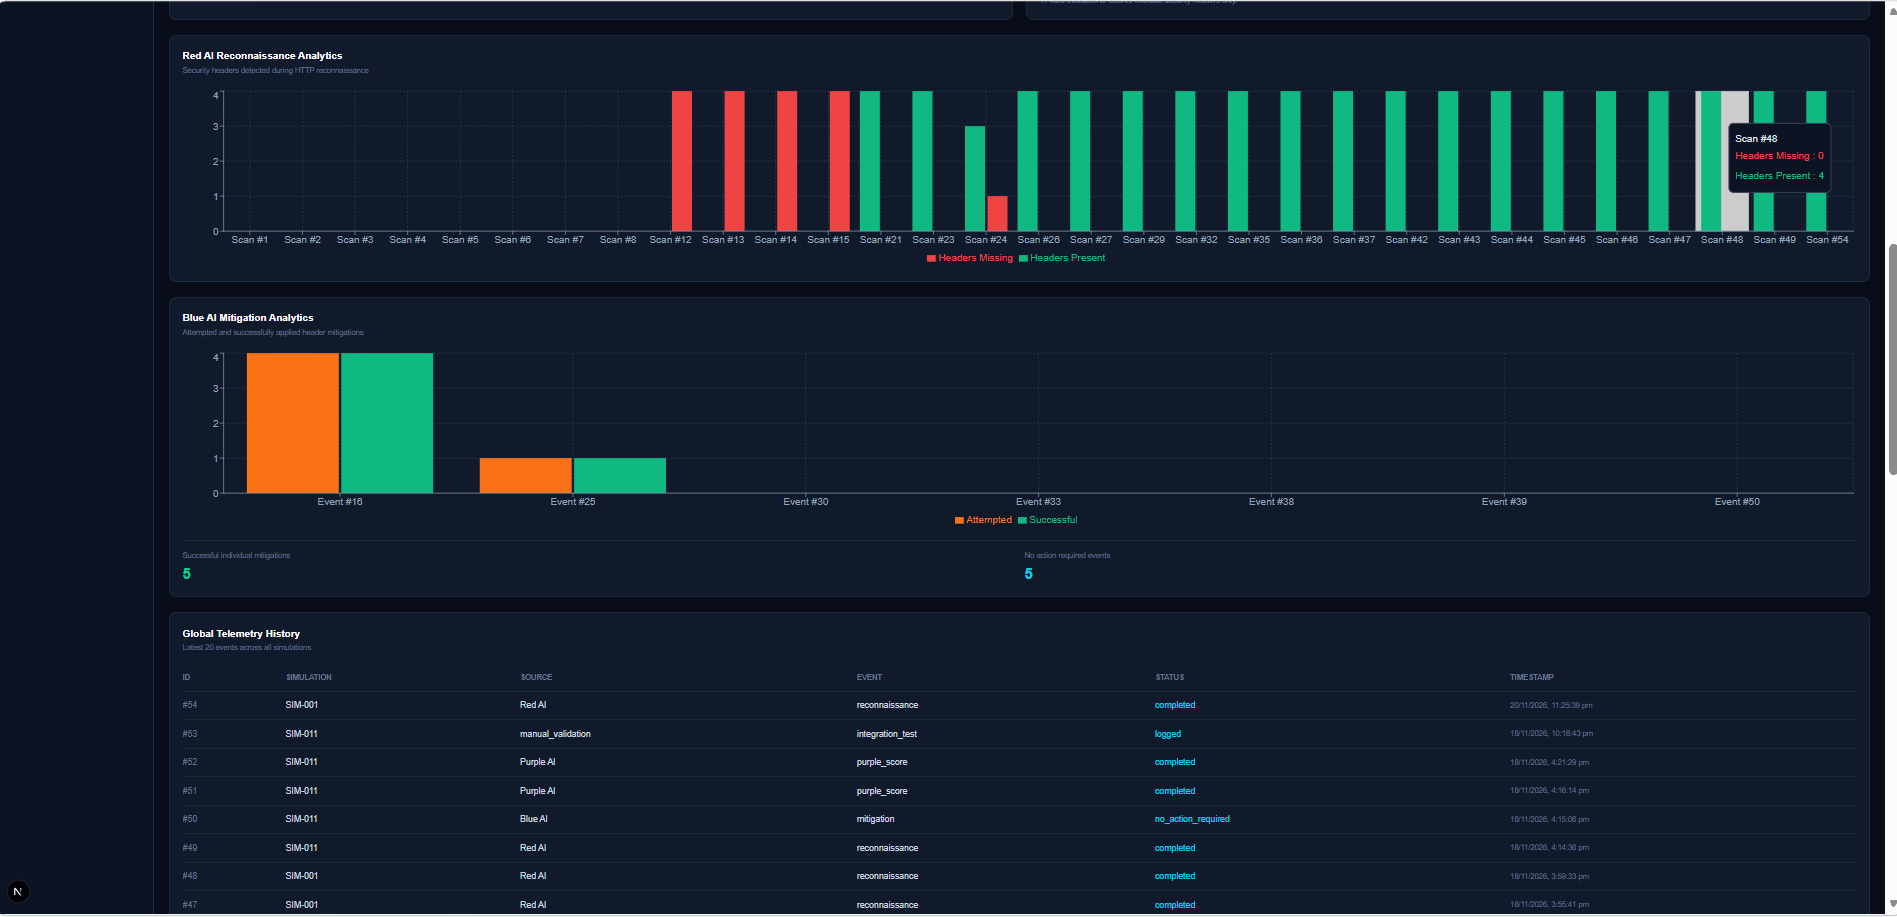 Red AI Reconnaissance Analytics
Security headers detected during HTTP reconnaissance
4
3
2
1
0
Scan #1 Scan #2 Scan #3 Scan #4 Scan #5 Scan #6 Scan #7 Scan #8 Scan #12 Scan #13 Scan #14 Scan #15 Scan #21 Scan #23 Scan #24 Scan #26 Scan #27 Scan #29 Scan #32 Scan #35 Scan #36 Scan #37 Scan #42 Scan #43 Scan #44 Scan #45 Scan #46 Scan #47 Scan #48 Scan #49 Scan #54
Scan #48
Headers Missing : 0
Headers Present : 4
Headers Missing Headers Present
Blue AI Mitigation Analytics
Attempted and successfully applied header mitigations
4
3
2
1
0
Event #16 Event #25 Event #30 Event #33 Event #38 Event #39 Event #50
Attempted Successful
Successful individual mitigations No action required events
5 5
Global Telemetry History
Latest 20 events across all simulations
ID SIMULATION SOURCE EVENT STATUS TIMESTAMP
#54 SIM-001 Red AI reconnaissance completed 20/11/2026, 11:25:39 pm
#53 SIM-011 manual_validation integration_test logged 18/11/2026, 10:18:43 pm
#52 SIM-011 Purple AI purple_score completed 18/11/2026, 4:21:29 pm
#51 SIM-011 Purple AI purple_score completed 18/11/2026, 4:16:14 pm
#50 SIM-011 Blue AI mitigation no_action_required 18/11/2026, 4:15:06 pm
#49 SIM-011 Red AI reconnaissance completed 18/11/2026, 4:14:36 pm
#48 SIM-001 Red AI reconnaissance completed 18/11/2026, 3:59:33 pm
#47 SIM-001 Red AI reconnaissance completed 18/11/2026, 3:55:41 pm
N